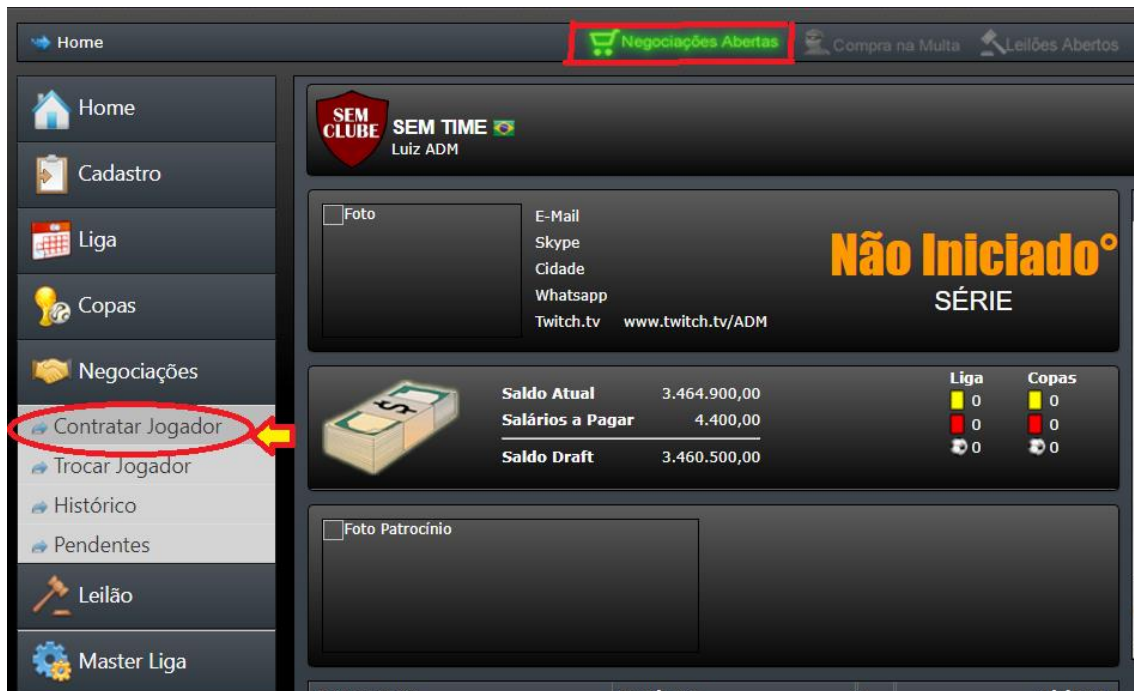 Home
Negociações Abertas
Compra na Multa
Leilões Abertos
Home
Cadastro
Liga
Copas
Negociações
Contratar Jogador
Trocar Jogador
Histórico
Pendentes
Leilão
Master Liga
SEM CLUBE
SEM TIME
Luiz ADM
Foto
E-Mail
Skype
Cidade
Whatsapp
Twitch.tv www.twitch.tv/ADM
Não Iniciado°
SÉRIE
Saldo Atual 3.464.900,00
Salários a Pagar 4.400,00
Saldo Draft 3.460.500,00
Liga Copas
0 0
0 0
0 0
Foto Patrocínio